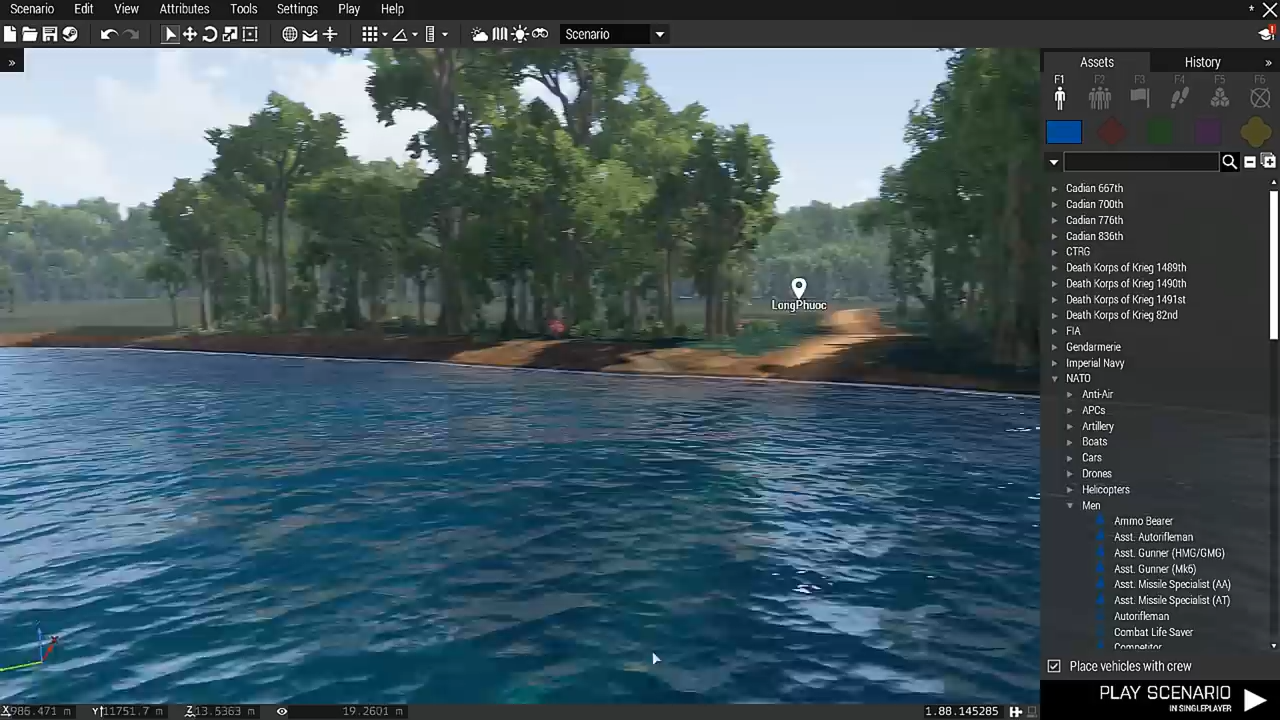 Scenario Edit View Attributes Tools Settings Play Help
Scenario
»
Assets History »
F1 F2 F3 F4 F5 F6
LongPhuoc
Cadian 667th
Cadian 700th
Cadian 776th
Cadian 836th
CTRG
Death Korps of Krieg 1489th
Death Korps of Krieg 1490th
Death Korps of Krieg 1491st
Death Korps of Krieg 82nd
FIA
Gendarmerie
Imperial Navy
NATO
Anti-Air
APCs
Artillery
Boats
Cars
Drones
Helicopters
Men
Ammo Bearer
Asst. Autorifleman
Asst. Gunner (HMG/GMG)
Asst. Gunner (Mk6)
Asst. Missile Specialist (AA)
Asst. Missile Specialist (AT)
Autorifleman
Combat Life Saver
Competitor
Place vehicles with crew
PLAY SCENARIO
IN SINGLEPLAYER
X 986.471 m Y 11751.7 m Z 13.5363 m 19.2601 m 1.88.145285